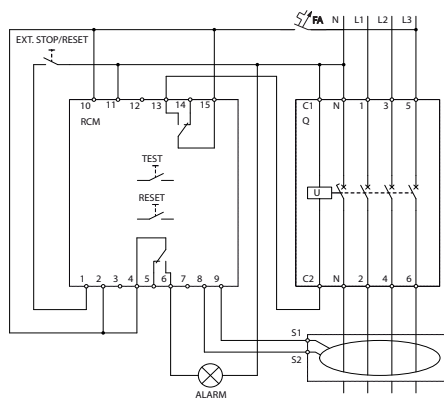 FA N L1 L2 L3
EXT. STOP/RESET
10 11 12 13 14 15
RCM
C1 N 1 3 5
Q
TEST
U
RESET
1 2 3 4 5 6 7 8 9
C2 N 2 4 6
S1
S2
ALARM